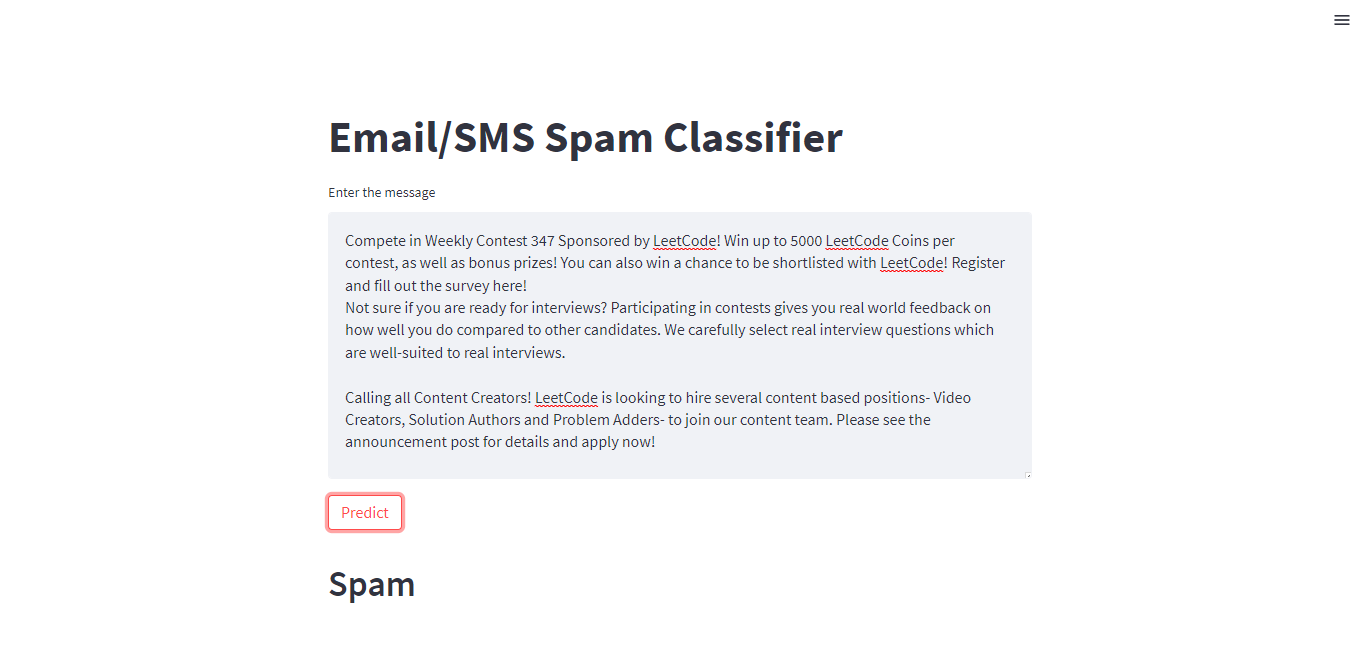 Email/SMS Spam Classifier
Enter the message
Compete in Weekly Contest 347 Sponsored by LeetCode! Win up to 5000 LeetCode Coins per
contest, as well as bonus prizes! You can also win a chance to be shortlisted with LeetCode! Register
and fill out the survey here!
Not sure if you are ready for interviews? Participating in contests gives you real world feedback on
how well you do compared to other candidates. We carefully select real interview questions which
are well-suited to real interviews.
Calling all Content Creators! LeetCode is looking to hire several content based positions- Video
Creators, Solution Authors and Problem Adders- to join our content team. Please see the
announcement post for details and apply now!
Predict
Spam